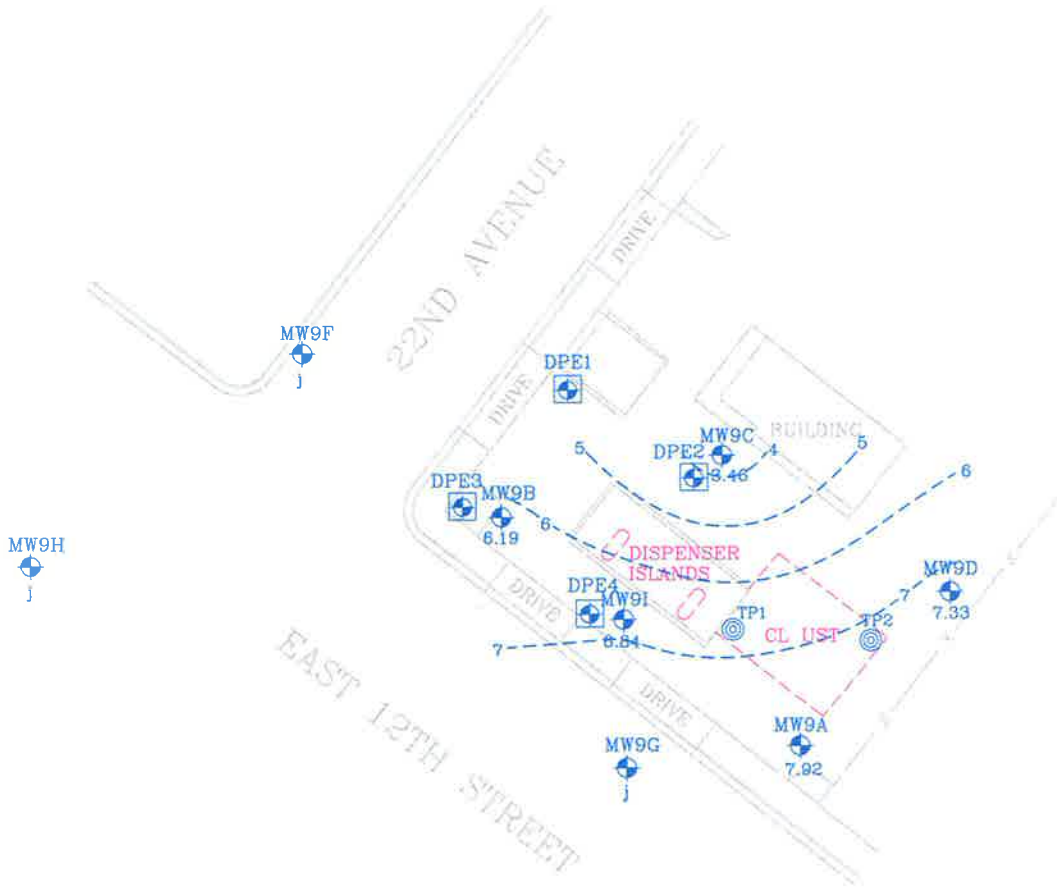 22ND AVENUE
DRIVE
MW9F
j
DPE1
DRIVE
BUILDING
MW9C
5
4
5
DPE2
3.46
6
DPE3
MW9B
6
6.19
MW9H
j
DISPENSER
ISLANDS
MW9D
7
7.33
DPE4
MW9I
DRIVE
6.84
TP1
TP2
CL UST
7
EAST 12TH STREET
DRIVE
MW9A
7.92
MW9G
j